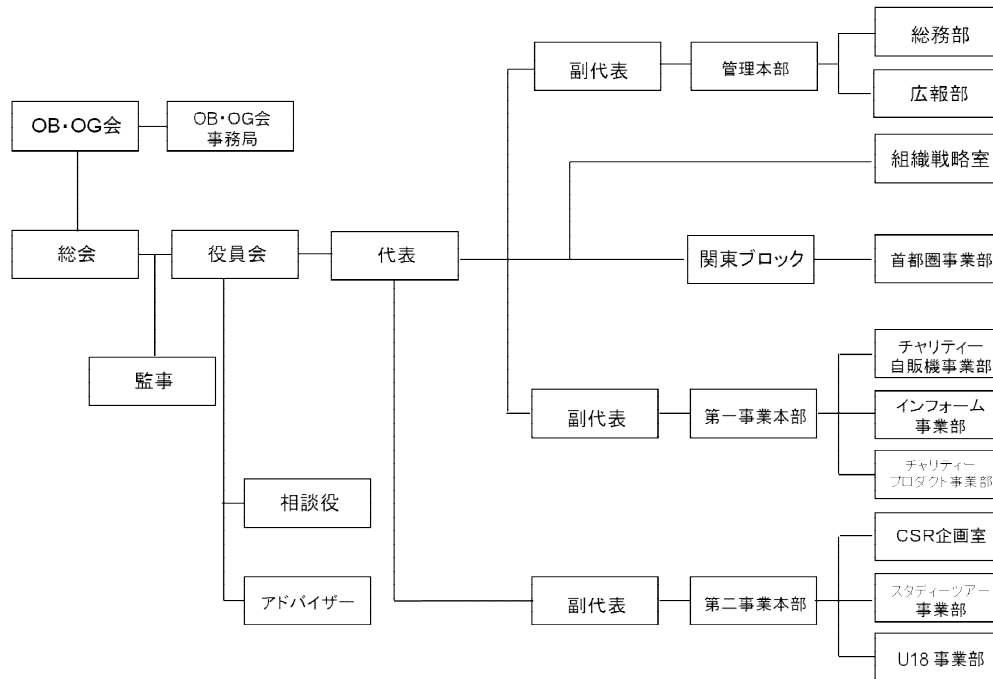 総務部
副代表
管理本部
広報部
OB・OG会
OB・OG会
事務局
組織戦略室
総会
役員会
代表
関東ブロック
首都圏事業部
監事
チャリティー
自販機事業部
副代表
第一事業本部
インフォーム
事業部
チャリティー
プロダクト事業部
相談役
CSR企画室
アドバイザー
副代表
第二事業本部
スタディーツアー
事業部
U18 事業部